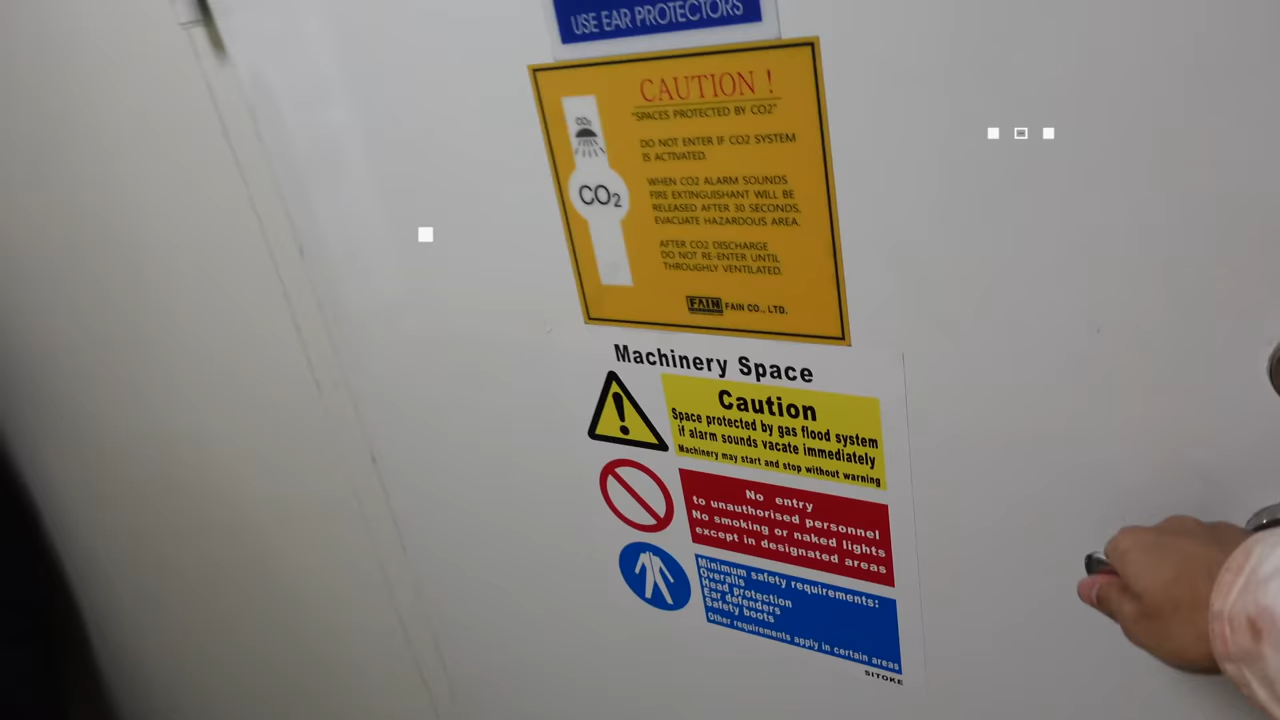 USE EAR PROTECTORS
CAUTION !
"SPACES PROTECTED BY CO2"
DO NOT ENTER IF CO2 SYSTEM
IS ACTIVATED.
WHEN CO2 ALARM SOUNDS
FIRE EXTINGUISHANT WILL BE
RELEASED AFTER 30 SECONDS.
EVACUATE HAZARDOUS AREA.
AFTER CO2 DISCHARGE
DO NOT RE-ENTER UNTIL
THROUGHLY VENTILATED.
CO₂
CO₂
FAIN FAIN CO., LTD.
Machinery Space
Caution
Space protected by gas flood system
if alarm sounds vacate immediately
Machinery may start and stop without warning
No entry
to unauthorised personnel
No smoking or naked lights
except in designated areas
Minimum safety requirements:
Overalls
Head protection
Ear defenders
Safety boots
Other requirements apply in certain areas
SITOKE